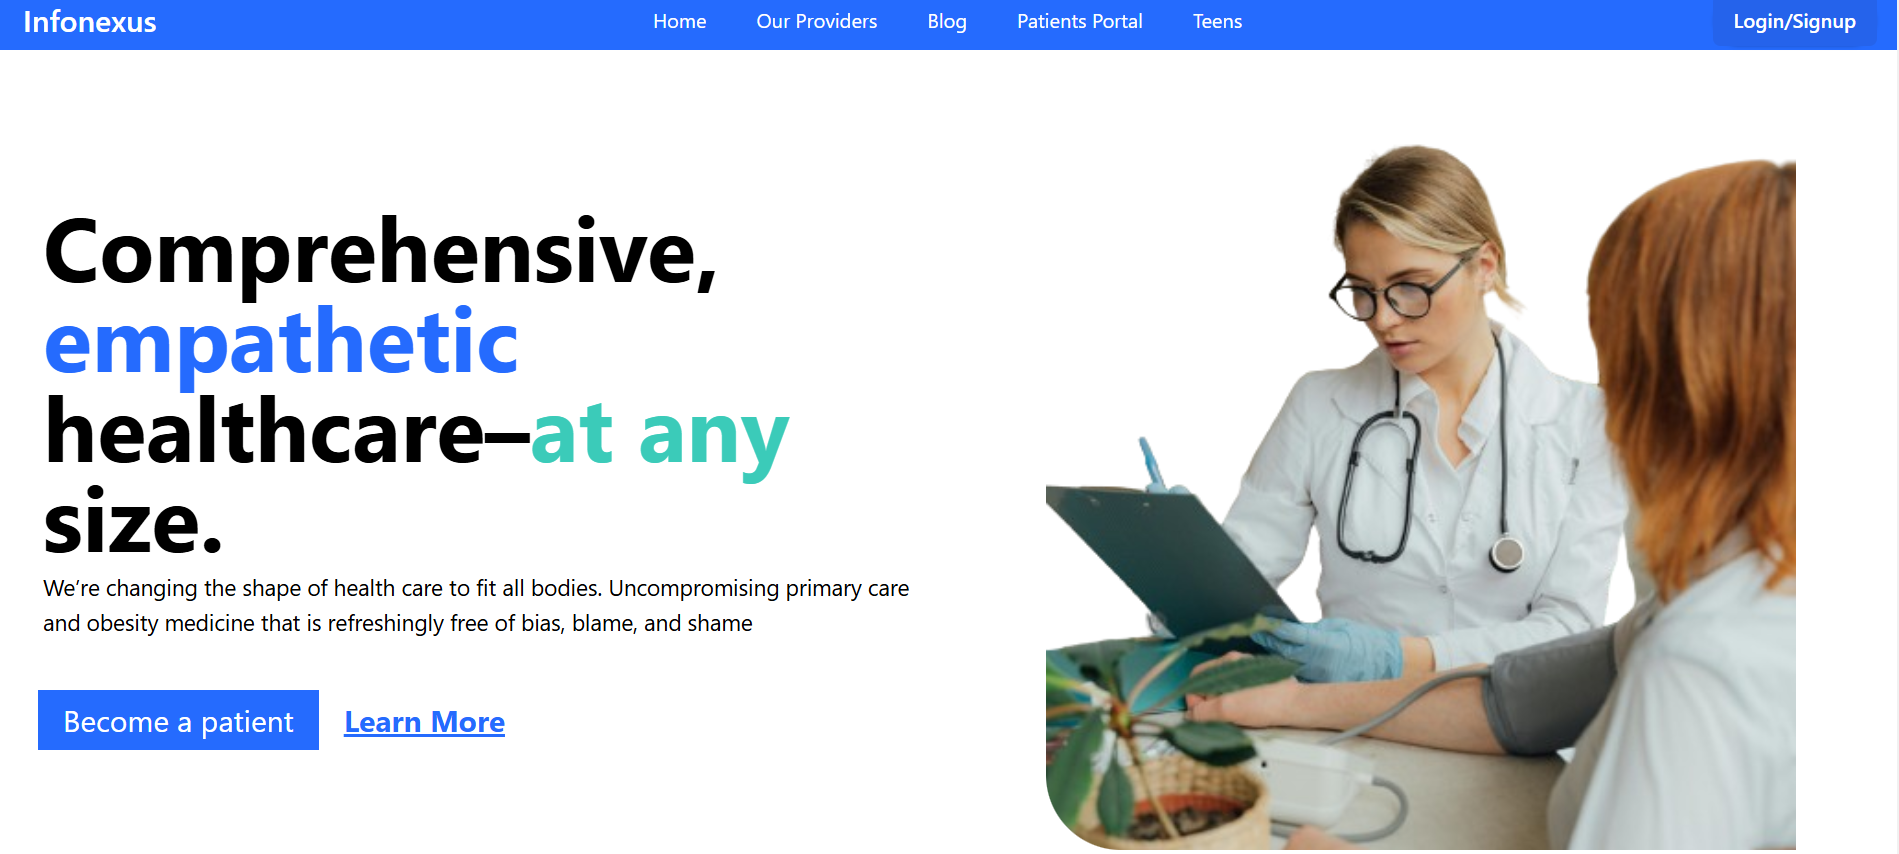 Infonexus
Home Our Providers Blog Patients Portal Teens
Login/Signup
Comprehensive,
empathetic
healthcare–at any
size.
We’re changing the shape of health care to fit all bodies. Uncompromising primary care
and obesity medicine that is refreshingly free of bias, blame, and shame
Become a patient
Learn More